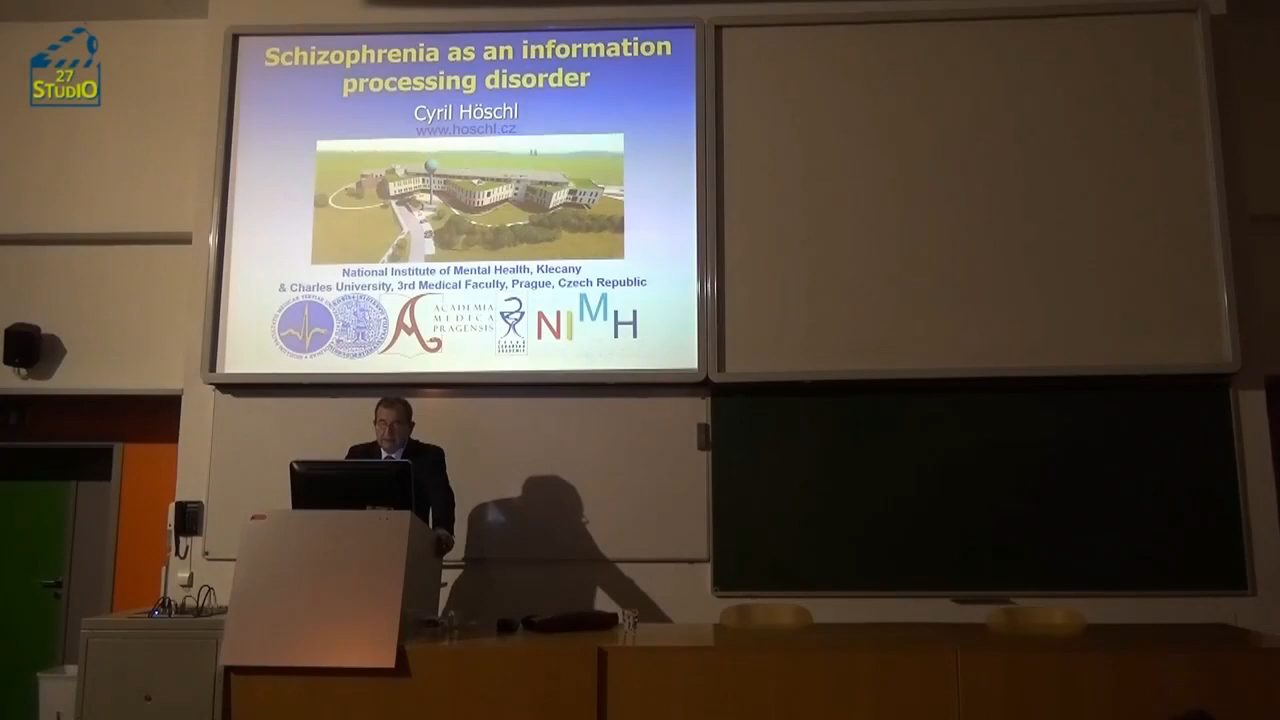 27
STUDIO
Schizophrenia as an information
processing disorder
Cyril Höschl
www.hoschl.cz
National Institute of Mental Health, Klecany
& Charles University, 3rd Medical Faculty, Prague, Czech Republic
ACADEMIA
MEDICA
PRAGENSIS
NIMH